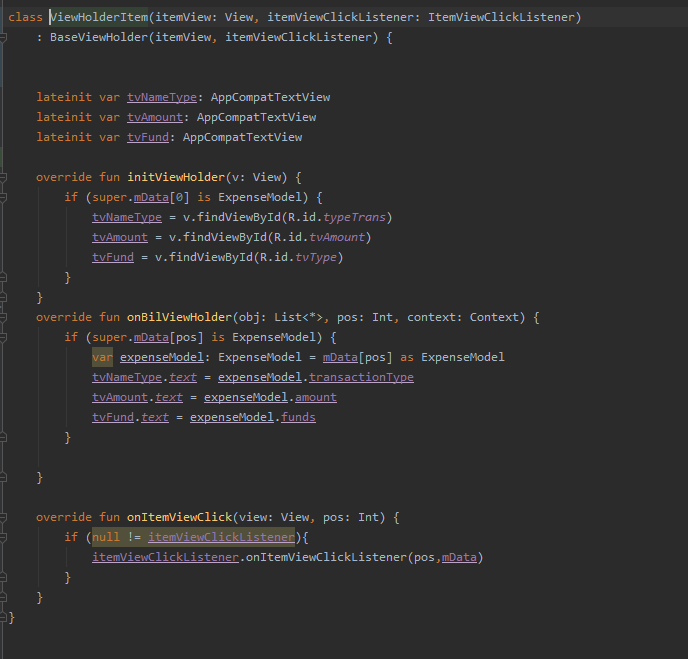 class ViewHolderItem(itemView: View, itemViewClickListener: ItemViewClickListener)
    : BaseViewHolder(itemView, itemViewClickListener) {
    lateinit var tvNameType: AppCompatTextView
    lateinit var tvAmount: AppCompatTextView
    lateinit var tvFund: AppCompatTextView
    override fun initViewHolder(v: View) {
        if (super.mData[0] is ExpenseModel) {
            tvNameType = v.findViewById(R.id.typeTrans)
            tvAmount = v.findViewById(R.id.tvAmount)
            tvFund = v.findViewById(R.id.tvType)
        }
    }
    override fun onBilViewHolder(obj: List<*>, pos: Int, context: Context) {
        if (super.mData[pos] is ExpenseModel) {
            var expenseModel: ExpenseModel = mData[pos] as ExpenseModel
            tvNameType.text = expenseModel.transactionType
            tvAmount.text = expenseModel.amount
            tvFund.text = expenseModel.funds
        }
    }
    override fun onItemViewClick(view: View, pos: Int) {
        if (null != itemViewClickListener){
            itemViewClickListener.onItemViewClickListener(pos,mData)
        }
    }
}